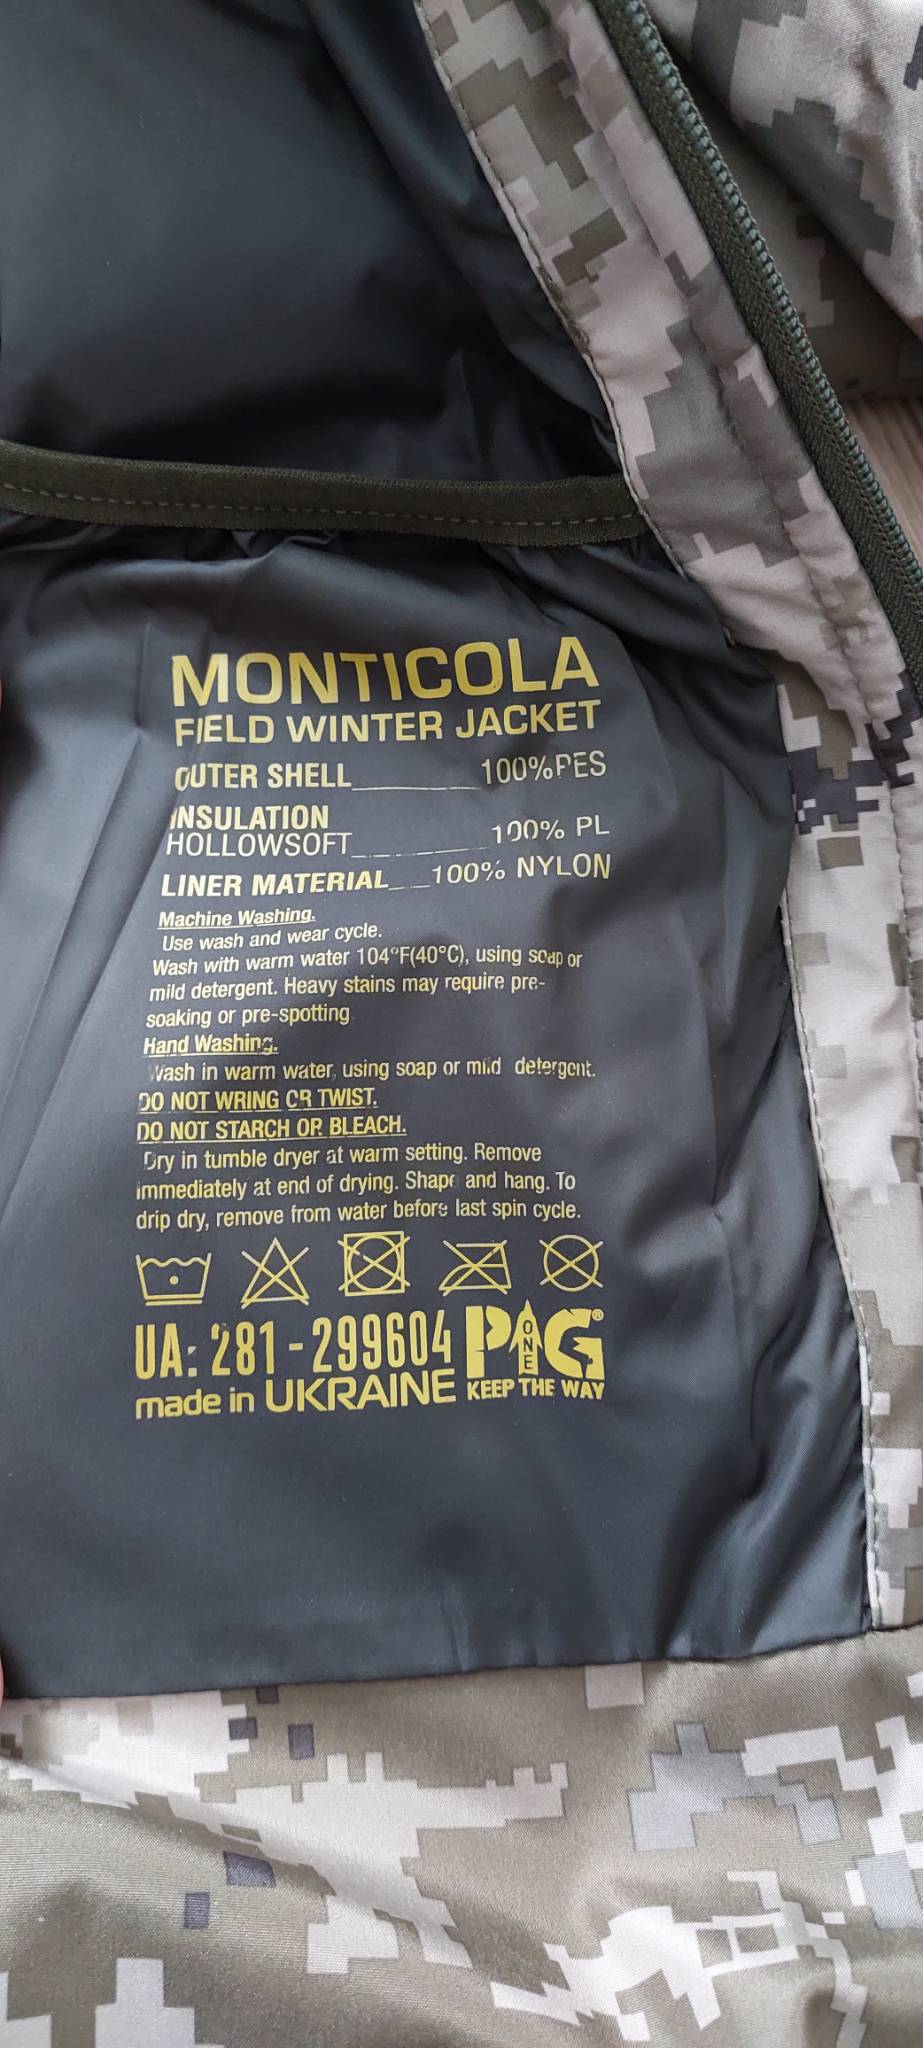 MONTICOLA
FIELD WINTER JACKET
OUTER SHELL________100%PES
INSULATION
HOLLOWSOFT________100% PL
LINER MATERIAL___100% NYLON
Machine Washing.
Use wash and wear cycle.
Wash with warm water 104°F(40°C), using soap or
mild detergent. Heavy stains may require pre-
soaking or pre-spotting
Hand Washing.
Wash in warm water, using soap or mild detergent.
DO NOT WRING OR TWIST.
DO NOT STARCH OR BLEACH.
Dry in tumble dryer at warm setting. Remove
immediately at end of drying. Shape and hang. To
drip dry, remove from water before last spin cycle.
UA: 281-299604
made in UKRAINE
P1G®
ONE
KEEP THE WAY